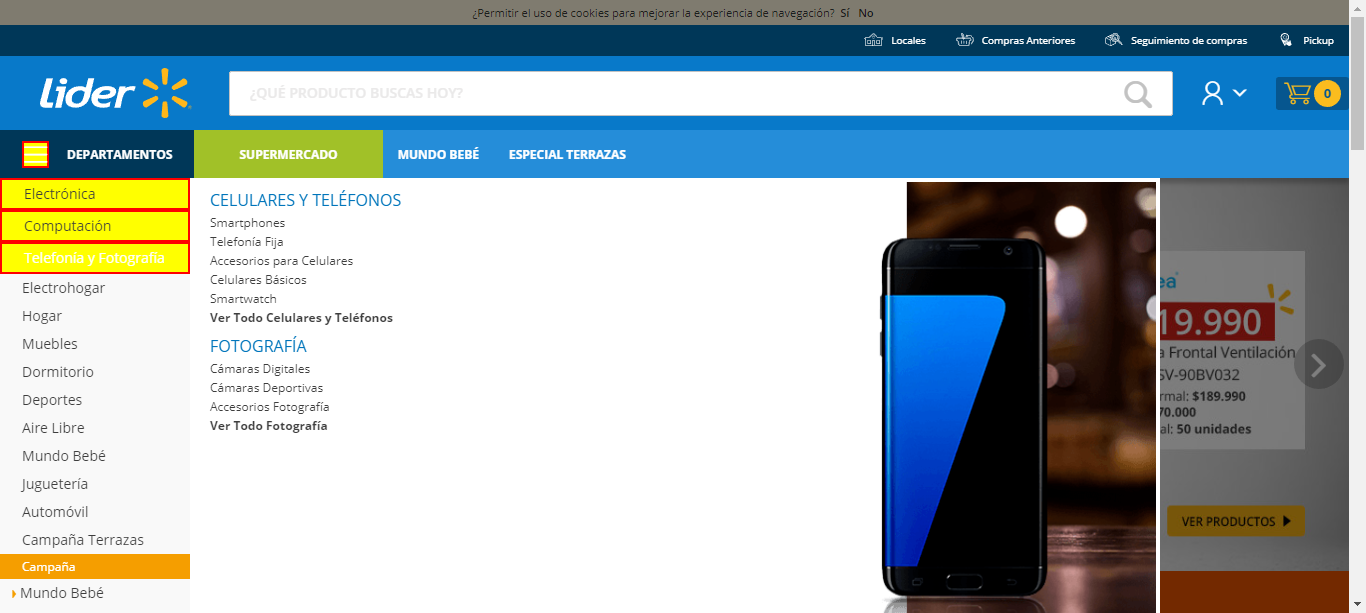 ¿Permitir el uso de cookies para mejorar la experiencia de navegación? Sí No
Locales Compras Anteriores Seguimiento de compras Pickup
Lider ¿QUÉ PRODUCTO BUSCAS HOY? 0
DEPARTAMENTOS SUPERMERCADO MUNDO BEBÉ ESPECIAL TERRAZAS
Electrónica
Computación
Telefonía y Fotografía
Electrohogar
Hogar
Muebles
Dormitorio
Deportes
Aire Libre
Mundo Bebé
Juguetería
Automóvil
Campaña Terrazas
Campaña
Mundo Bebé
CELULARES Y TELÉFONOS
Smartphones
Telefonía Fija
Accesorios para Celulares
Celulares Básicos
Smartwatch
Ver Todo Celulares y Teléfonos
FOTOGRAFÍA
Cámaras Digitales
Cámaras Deportivas
Accesorios Fotografía
Ver Todo Fotografía
19.990
a Frontal Ventilación
SV-90BV032
rmal: $189.990
70.000
al: 50 unidades
VER PRODUCTOS